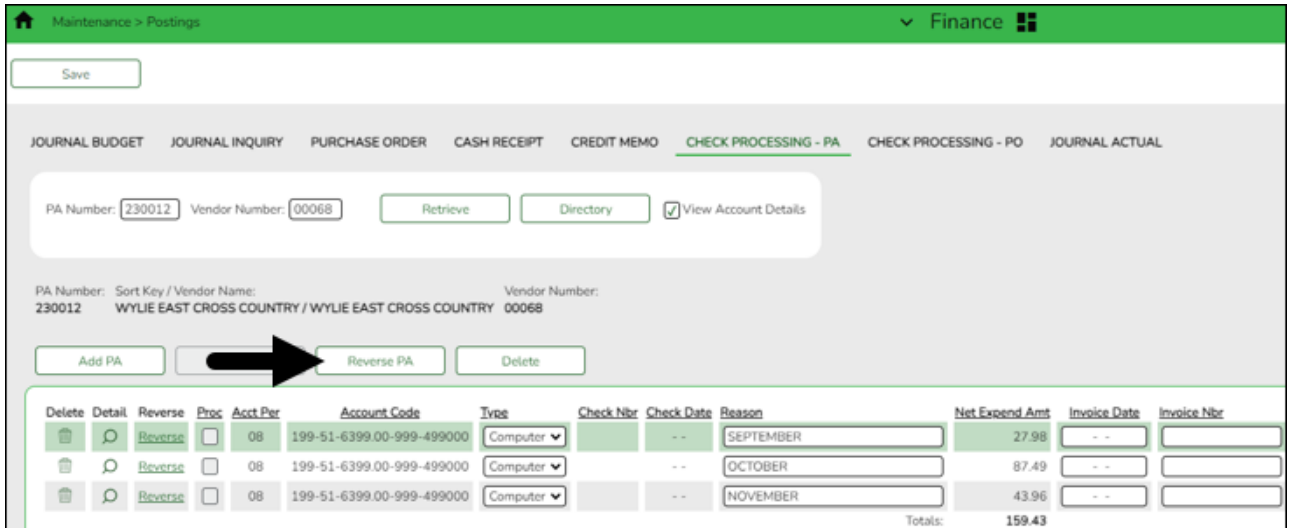 Maintenance > Postings
Finance
Save
JOURNAL BUDGET JOURNAL INQUIRY PURCHASE ORDER CASH RECEIPT CREDIT MEMO CHECK PROCESSING - PA CHECK PROCESSING - PO JOURNAL ACTUAL
PA Number: 230012 Vendor Number: 00068 Retrieve Directory View Account Details
PA Number: Sort Key / Vendor Name: Vendor Number:
230012 WYLIE EAST CROSS COUNTRY / WYLIE EAST CROSS COUNTRY 00068
Add PA Reverse PA Delete
Delete Detail Reverse Proc Acct Per Account Code Type Check Nbr Check Date Reason Net Expend Amt Invoice Date Invoice Nbr
Reverse 08 199-51-6399.00-999-499000 Computer - - SEPTEMBER 27.98 - -
Reverse 08 199-51-6399.00-999-499000 Computer - - OCTOBER 87.49 - -
Reverse 08 199-51-6399.00-999-499000 Computer - - NOVEMBER 43.96 - -
Totals: 159.43